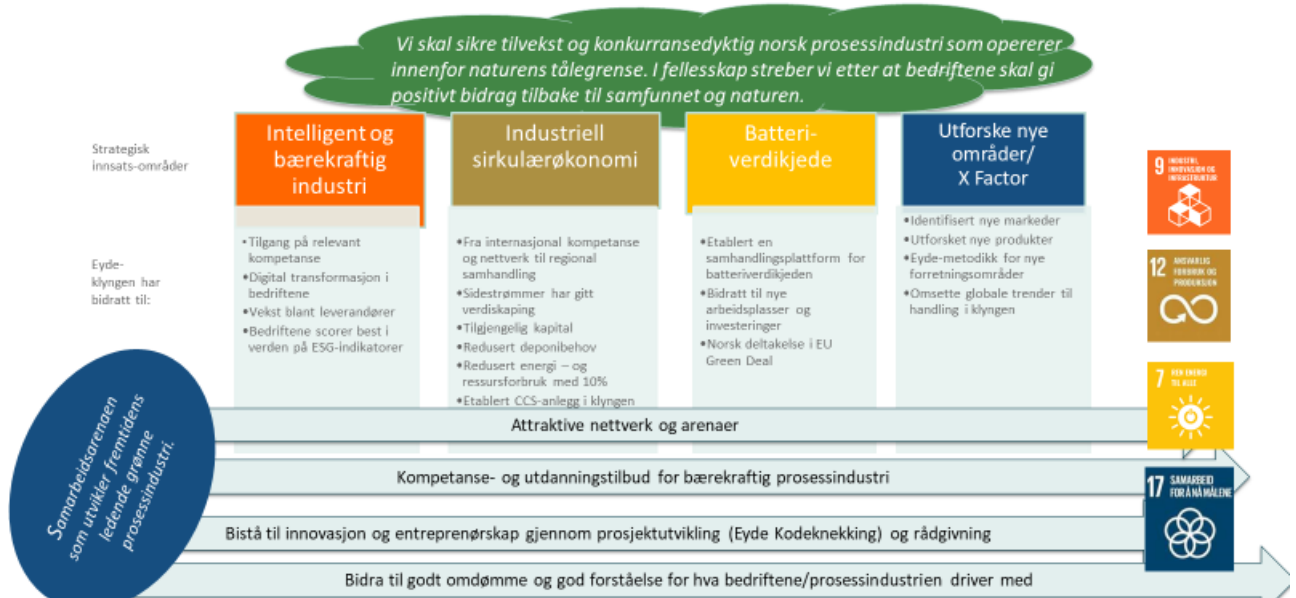 Vi skal sikre tilvekst og konkurransedyktig norsk prosessindustri som opererer
innenfor naturens tålegrense. I fellesskap streber vi etter at bedriftene skal gi
positivt bidrag tilbake til samfunnet og naturen.
Strategisk
innsats-områder
Intelligent og
bærekraftig
industri
Industriell
sirkulærøkonomi
Batteri-
verdikjede
Utforske nye
områder/
X Factor
Eyde-
klyngen har
bidratt til:
•Tilgang på relevant
kompetanse
•Digital transformasjon i
bedriftene
•Vekst blant leverandører
•Bedriftene scorer best i
verden på ESG-indikatorer
•Fra internasjonal kompetanse
og nettverk til regional
samhandling
•Sidestrømmer har gitt
verdiskaping
•Tilgjengelig kapital
•Redusert deponibehov
•Redusert energi – og
ressursforbruk med 10%
•Etablert CCS-anlegg i klyngen
•Etablert en
samhandlingsplattform for
batteriverdikjeden
•Bidratt til nye
arbeidsplasser og
investeringer
•Norsk deltakelse i EU
Green Deal
•Identifisert nye markeder
•Utforsket nye produkter
•Eyde-metodikk for nye
forretningsområder
•Omsette globale trender til
handling i klyngen
9 INDUSTRI,
INNOVASJON OG
INFRASTRUKTUR
12 ANSVARLIG
FORBRUK OG
PRODUKSJON
7 REN ENERGI
TIL ALLE
17 SAMARBEID
FOR Å NÅ MÅLENE
Samarbeidsarenaen
som utvikler fremtidens
ledende grønne
prosessindustri.
Attraktive nettverk og arenaer
Kompetanse- og utdanningstilbud for bærekraftig prosessindustri
Bistå til innovasjon og entreprenørskap gjennom prosjektutvikling (Eyde Kodeknekking) og rådgivning
Bidra til godt omdømme og god forståelse for hva bedriftene/prosessindustrien driver med